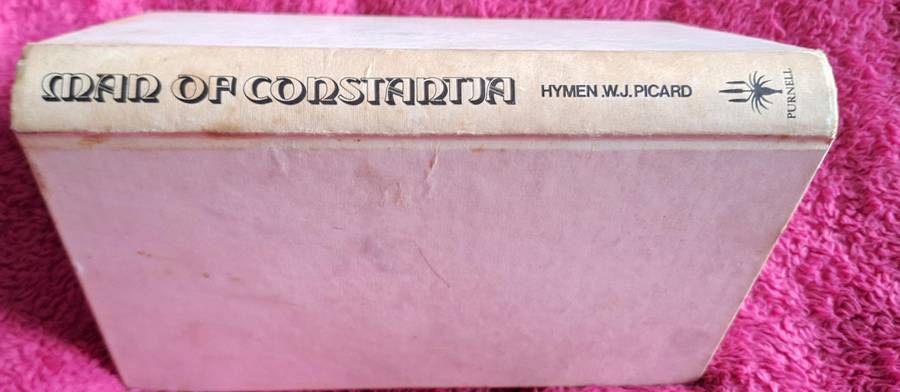 MAN OF CONSTANTIA
HYMEN .W.J. PICARD
PURNELL